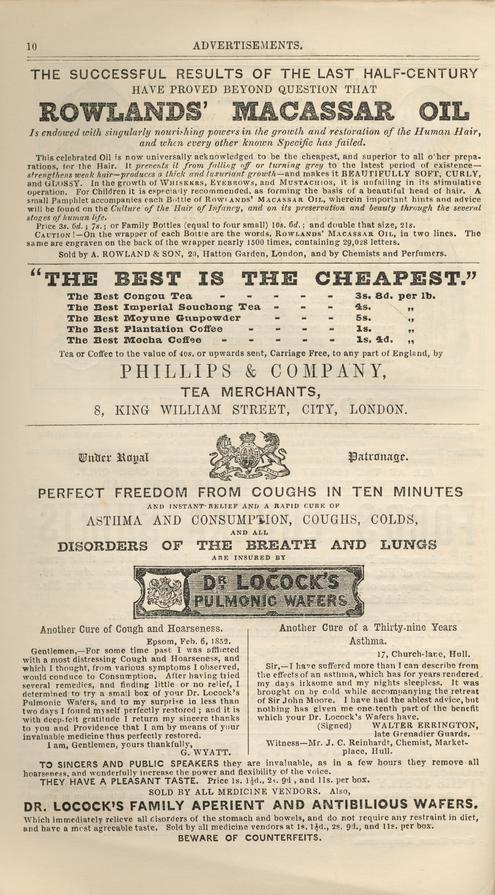 10
ADVERTISEMENTS.
THE SUCCESSFUL RESULTS OF THE LAST HALF-CENTURY
HAVE PROVED BEYOND QUESTION THAT
ROWLANDS' MACASSAR OIL
Is endowed with singularly nourishing powers in the growth and restoration of the Human Hair,
and when every other known Specific has failed.
This celebrated Oil is now universally acknowledged to be the cheapest, and superior to all other prepa-
rations, for the Hair. It prevents it from falling off or turning grey to the latest period of existence—
strengthens weak hair—produces a thick and luxuriant growth—and makes it BEAUTIFULLY SOFT, CURLY,
and GLOSSY. In the growth of WHISKERS, EYEBROWS, and MUSTACHIOS, it is unfailing in its stimulative
operation. For Children it is especially recommended, as forming the basis of a beautiful head of hair. A
small Pamphlet accompanies each Bottle of ROWLANDS' MACASSAR OIL, wherein important hints and advice
will be found on the Culture of the Hair of Infancy, and on its preservation and beauty through the several
stages of human life.
Price 3s. 6d.; 7s.; or Family Bottles (equal to four small) 10s. 6d.; and double that size, 21s.
CAUTION!—On the wrapper of each Bottle are the words, ROWLANDS' MACASSAR OIL, in two lines. The
same are engraven on the back of the wrapper nearly 1500 times, containing 29,028 letters.
Sold by A. ROWLAND & SON, 20, Hatton Garden, London, and by Chemists and Perfumers.
"THE BEST IS THE CHEAPEST."
The Best Congou Tea - - - - - 3s. 8d. per lb.
The Best Imperial Souchong Tea - - - 4s. „
The Best Moyune Gunpowder - - - 5s. „
The Best Plantation Coffee - - - - 1s. „
The Best Mocha Coffee - - - - - 1s. 4d. „
Tea or Coffee to the value of 40s. or upwards sent, Carriage Free, to any part of England, by
PHILLIPS & COMPANY,
TEA MERCHANTS,
8, KING WILLIAM STREET, CITY, LONDON.
Under Royal Patronage.
PERFECT FREEDOM FROM COUGHS IN TEN MINUTES
AND INSTANT RELIEF AND A RAPID CURE OF
ASTHMA AND CONSUMPTION, COUGHS, COLDS,
AND ALL
DISORDERS OF THE BREATH AND LUNGS
ARE INSURED BY
DR LOCOCK'S
PULMONIC WAFERS
Another Cure of Cough and Hoarseness.
Epsom, Feb. 6, 1852.
Gentlemen,—For some time past I was afflicted
with a most distressing Cough and Hoarseness, and
which I thought, from various symptoms I observed,
would conduce to Consumption. After having tried
several remedies, and finding little or no relief, I
determined to try a small box of your Dr. Locock's
Pulmonic Wafers, and to my surprise in less than
two days I found myself perfectly restored; and it is
with deep-felt gratitude I return my sincere thanks
to you and Providence that I am by means of your
invaluable medicine thus perfectly restored.
I am, Gentlemen, yours thankfully,
G. WYATT.
Another Cure of a Thirty-nine Years
Asthma.
17, Church-lane, Hull.
Sir,—I have suffered more than I can describe from
the effects of an asthma, which has for years rendered
my days irksome and my nights sleepless. It was
brought on by cold while accompanying the retreat
of Sir John Moore. I have had the ablest advice, but
nothing has given me one-tenth part of the benefit
which your Dr. Locock's Wafers have.
(Signed) WALTER ERRINGTON,
late Grenadier Guards.
Witness—Mr. J. C. Reinhardt, Chemist, Market-
place, Hull.
TO SINGERS AND PUBLIC SPEAKERS they are invaluable, as in a few hours they remove all
hoarseness, and wonderfully increase the power and flexibility of the voice.
THEY HAVE A PLEASANT TASTE. Price 1s. 1½d., 2s. 9d., and 11s. per box.
SOLD BY ALL MEDICINE VENDORS. Also,
DR. LOCOCK'S FAMILY APERIENT AND ANTIBILIOUS WAFERS,
Which immediately relieve all disorders of the stomach and bowels, and do not require any restraint in diet,
and have a most agreeable taste. Sold by all medicine vendors at 1s. 1½d., 2s. 9d., and 11s. per box.
BEWARE OF COUNTERFEITS.